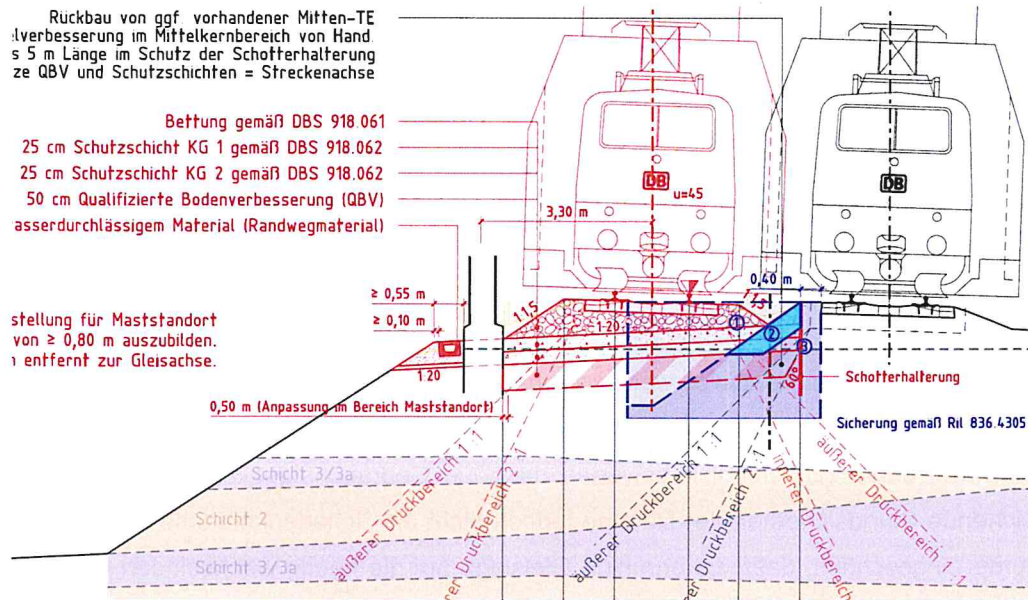 Rückbau von ggf. vorhandener Mitten-TE
lverbesserung im Mittelkernbereich von Hand.
s 5 m Länge im Schutz der Schotterhalterung
ze QBV und Schutzschichten = Streckenachse
Bettung gemäß DBS 918.061
25 cm Schutzschicht KG 1 gemäß DBS 918.062
25 cm Schutzschicht KG 2 gemäß DBS 918.062
50 cm Qualifizierte Bodenverbesserung (QBV)
asserdurchlässigem Material (Randwegmaterial)
DB
u=45
DB
3,30 m
0,40 m
≥ 0,55 m
≥ 0,10 m
1:1,5
1:20
1:20
①
②
③
60°
stellung für Maststandort
von ≥ 0,80 m auszubilden.
entfernt zur Gleisachse.
0,50 m (Anpassung im Bereich Maststandort)
Schotterhalterung
Sicherung gemäß Ril 836.4305
Schicht 3/3a
Schicht 2
Schicht 3/3a
äußerer Druckbereich 1:1
äußerer Druckbereich 1:1
äußerer Druckbereich 1:1
erer Druckbereich 2:1
erer Druckbereich 2:1
innerer Druckbereich